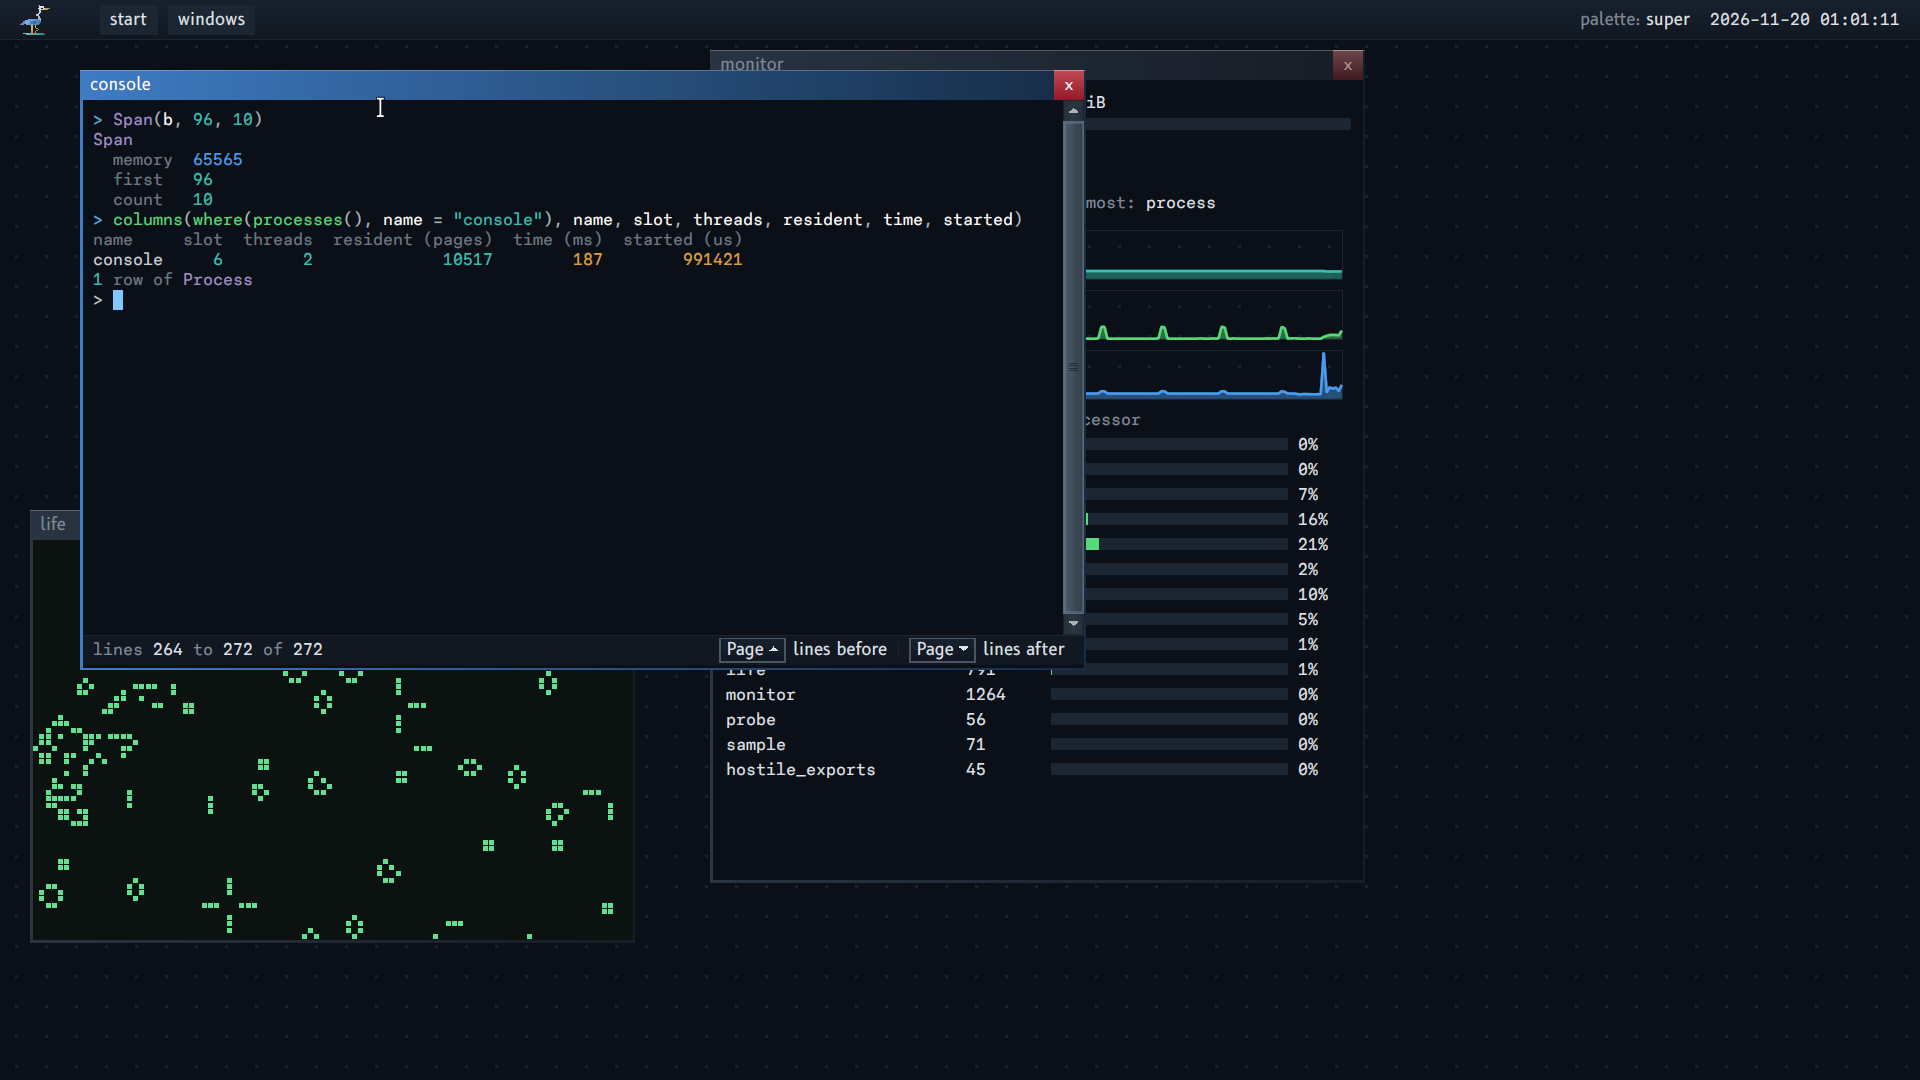 start windows palette: super 2026-11-20 01:01:11
monitor x
console x
> Span(b, 96, 10)
Span
memory 65565
first 96
count 10
> columns(where(processes(), name = "console"), name, slot, threads, resident, time, started)
name slot threads resident (pages) time (ms) started (us)
console 6 2 10517 187 991421
1 row of Process
>
lines 264 to 272 of 272 Page lines before Page lines after
iB
most: process
cessor
0%
0%
7%
16%
21%
2%
10%
5%
1%
life 791 1%
monitor 1264 0%
probe 56 0%
sample 71 0%
hostile_exports 45 0%
life